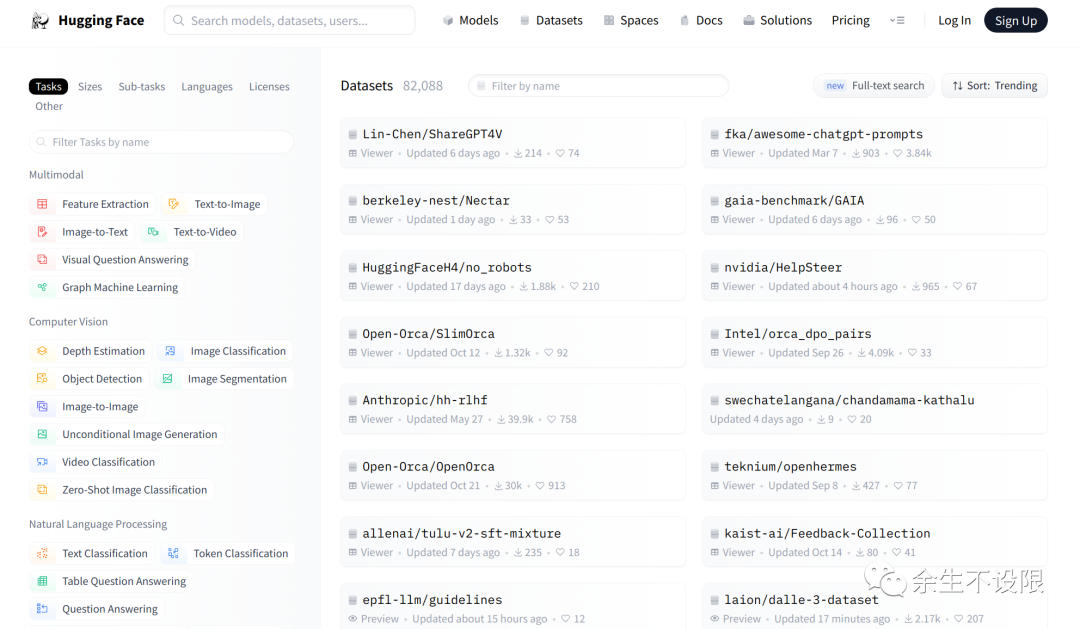 Hugging Face
Search models, datasets, users...
Models
Datasets
Spaces
Docs
Solutions
Pricing
Log In
Sign Up
Tasks Sizes Sub-tasks Languages Licenses
Other
Filter Tasks by name
Multimodal
Feature Extraction Text-to-Image
Image-to-Text Text-to-Video
Visual Question Answering
Graph Machine Learning
Computer Vision
Depth Estimation Image Classification
Object Detection Image Segmentation
Image-to-Image
Unconditional Image Generation
Video Classification
Zero-Shot Image Classification
Natural Language Processing
Text Classification Token Classification
Table Question Answering
Question Answering
Datasets 82,088
Filter by name
new Full-text search
Sort: Trending
Lin-Chen/ShareGPT4V
Viewer • Updated 6 days ago • 214 • 74
fka/awesome-chatgpt-prompts
Viewer • Updated Mar 7 • 903 • 3.84k
berkeley-nest/Nectar
Viewer • Updated 1 day ago • 33 • 53
gaia-benchmark/GAIA
Viewer • Updated 6 days ago • 96 • 50
HuggingFaceH4/no_robots
Viewer • Updated 17 days ago • 1.88k • 210
nvidia/HelpSteer
Viewer • Updated about 4 hours ago • 965 • 67
Open-Orca/SlimOrca
Viewer • Updated Oct 12 • 1.32k • 92
Intel/orca_dpo_pairs
Viewer • Updated Sep 26 • 4.09k • 33
Anthropic/hh-rlhf
Viewer • Updated May 27 • 39.9k • 758
swechatelangana/chandamama-kathalu
Updated 4 days ago • 9 • 20
Open-Orca/OpenOrca
Viewer • Updated Oct 21 • 30k • 913
teknium/openhermes
Viewer • Updated Sep 8 • 427 • 77
allenai/tulu-v2-sft-mixture
Viewer • Updated 7 days ago • 235 • 18
kaist-ai/Feedback-Collection
Viewer • Updated Oct 14 • 80 • 41
epfl-llm/guidelines
Preview • Updated about 15 hours ago • 12
laion/dalle-3-dataset
Preview • Updated 17 minutes ago • 2.17k • 207
余生不设限